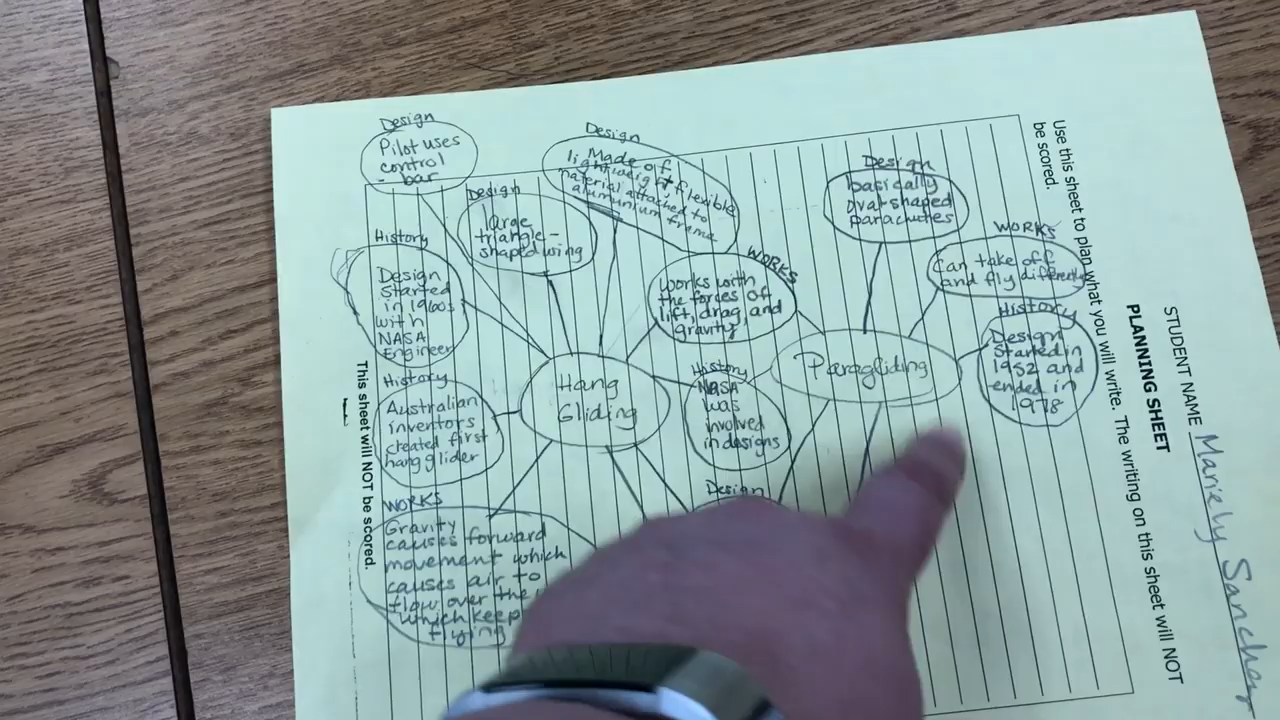 STUDENT NAME Mariely Sanchez
PLANNING SHEET
Use this sheet to plan what you will write. The writing on this sheet will NOT
be scored.
Design
Pilot uses
control
bar
Design
Made of
lightweight flexible
material attached to
alumunium frame
Design
large
triangle-
shaped wing
History
Design
Started
in 1960s
with
NASA
Engineer
WORKS
Works with
the forces of
lift, drag, and
gravity
Design
basically
oval-shaped
parachutes
WORKS
Can take off
and fly differently
History
Design
Started in
1952 and
ended in
1978
Hang
Gliding
Paragliding
History
NASA
was
involved
in designs
History
Australian
inventors
created first
hang glider
Design
WORKS
Gravity
causes forward
movement which
causes air to
flow over the
which keep
flying
This sheet will NOT be scored.